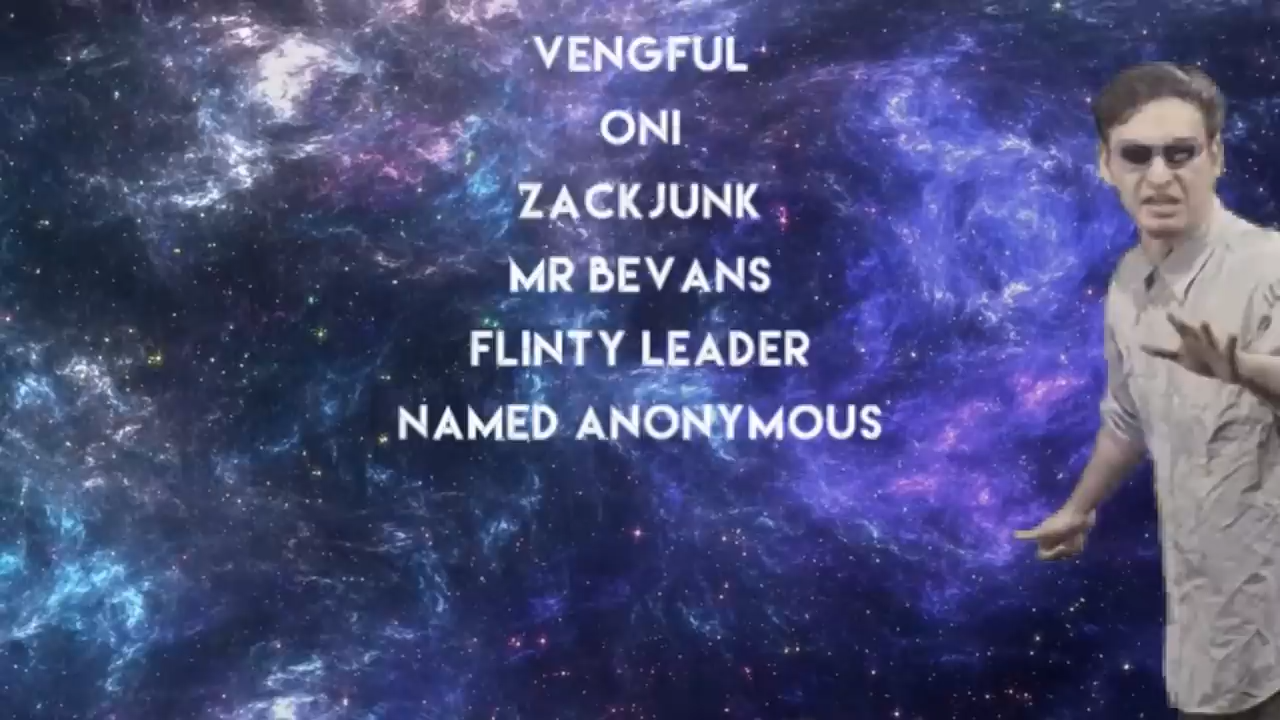 VENGFUL
ONI
ZACKJUNK
MR BEVANS
FLINTY LEADER
NAMED ANONYMOUS